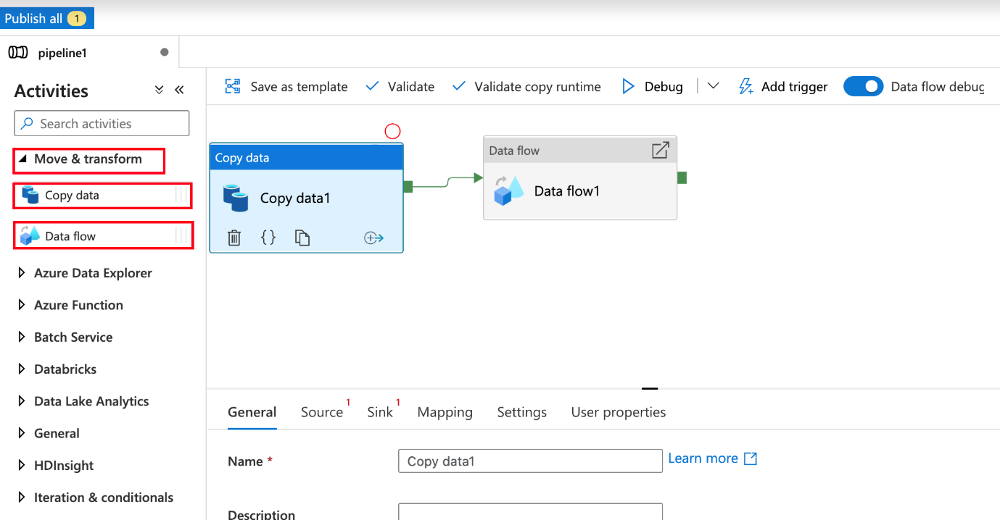 Publish all 1
pipeline1
Activities
Search activities
Move & transform
Copy data
Data flow
Azure Data Explorer
Azure Function
Batch Service
Databricks
Data Lake Analytics
General
HDInsight
Iteration & conditionals
Save as template Validate Validate copy runtime Debug Add trigger Data flow debug
Copy data
Copy data1
Data flow
Data flow1
General Source 1 Sink 1 Mapping Settings User properties
Name * Copy data1 Learn more
Description